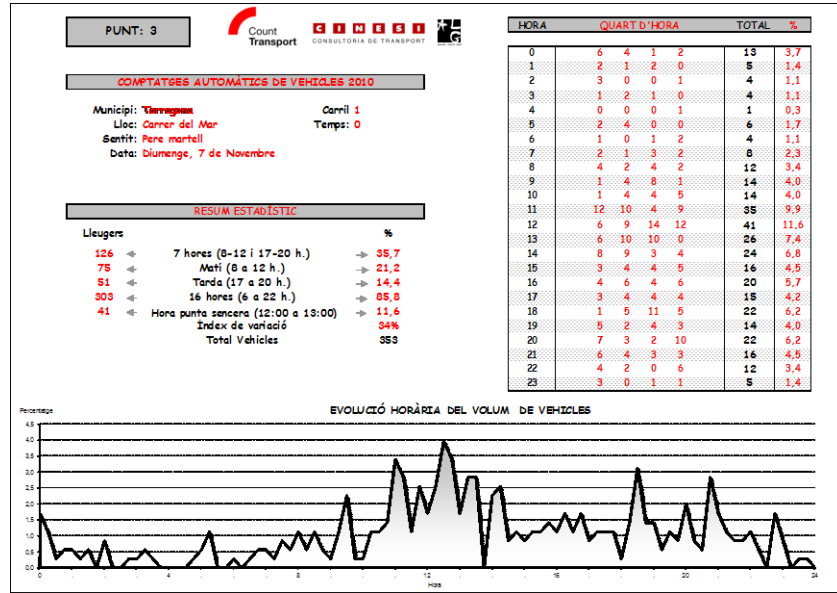 PUNT: 3
Count
Transport
CINESI
CONSULTORIA DE TRANSPORT
COMPTATGES AUTOMÀTICS DE VEHICLES 2010
Municipi: Tarragona Carril 1
Lloc: Carrer del Mar Temps: 0
Sentit: Pere martell
Data: Diumenge, 7 de Novembre
RESUM ESTADÍSTIC
Lleugers %
126 7 hores (8-12 i 17-20 h.) 35,7
75 Matí (8 a 12 h.) 21,2
51 Tarda (17 a 20 h.) 14,4
303 16 hores (6 a 22 h.) 85,8
41 Hora punta sencera (12:00 a 13:00) 11,6
Índex de variació 34%
Total Vehicles 353
HORA QUART D'HORA TOTAL %
0 6 4 1 2 13 3,7
1 2 1 2 0 5 1,4
2 3 0 0 1 4 1,1
3 1 2 1 0 4 1,1
4 0 0 0 1 1 0,3
5 2 4 0 0 6 1,7
6 1 0 1 2 4 1,1
7 2 1 3 2 8 2,3
8 4 2 4 2 12 3,4
9 1 4 8 1 14 4,0
10 1 4 4 5 14 4,0
11 12 10 4 9 35 9,9
12 6 9 14 12 41 11,6
13 6 10 10 0 26 7,4
14 8 9 3 4 24 6,8
15 3 4 4 5 16 4,5
16 4 6 4 6 20 5,7
17 3 4 4 4 15 4,2
18 1 5 11 5 22 6,2
19 5 2 4 3 14 4,0
20 7 3 2 10 22 6,2
21 6 4 3 3 16 4,5
22 4 2 0 6 12 3,4
23 3 0 1 1 5 1,4
EVOLUCIÓ HORÀRIA DEL VOLUM DE VEHICLES
Percentatge
4,5
4,0
3,5
3,0
2,5
2,0
1,5
1,0
0,5
0,0
0 4 8 12 16 20 24
Hora